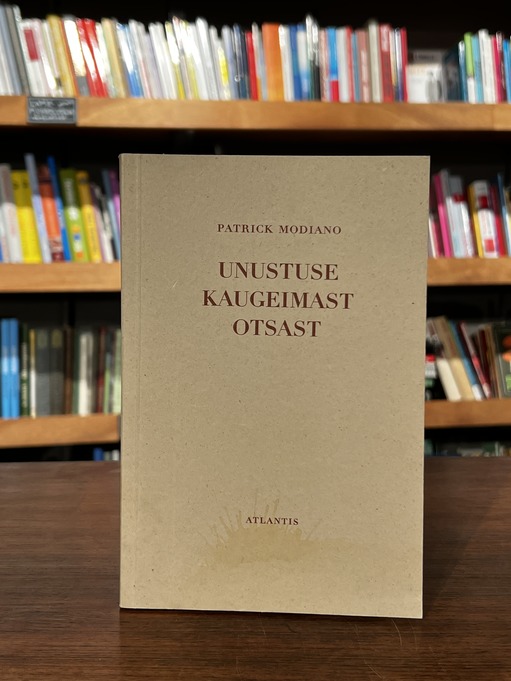 PATRICK MODIANO
UNUSTUSE
KAUGEIMAST
OTSAST
ATLANTIS